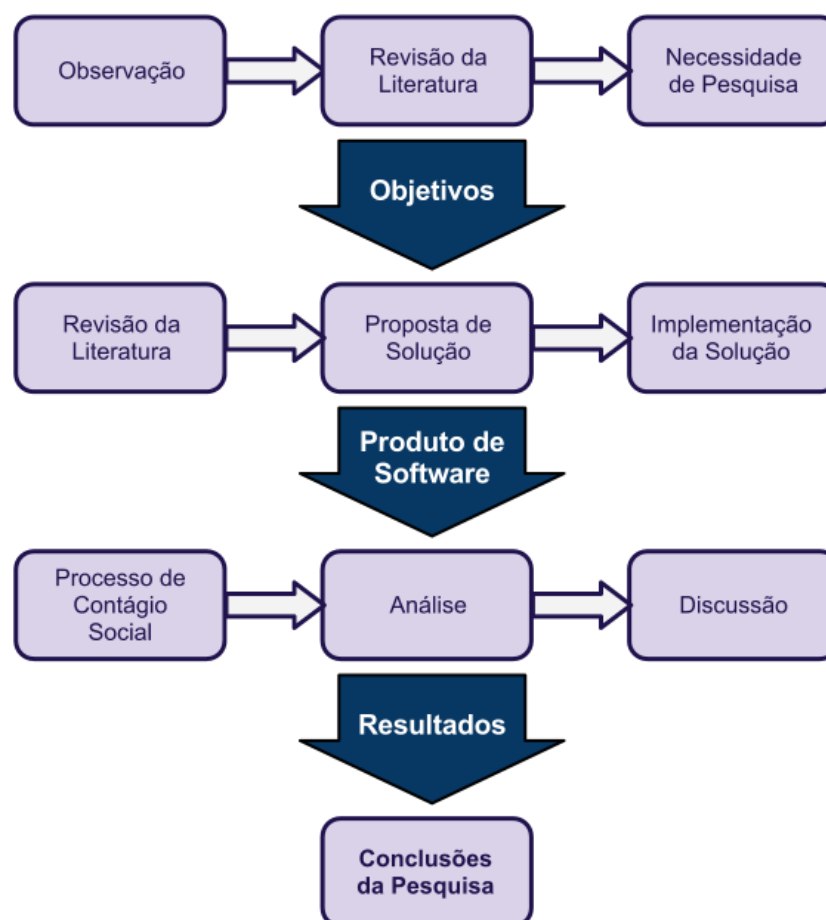 Observação
Revisão da
Literatura
Necessidade
de Pesquisa
Objetivos
Revisão da
Literatura
Proposta de
Solução
Implementação
da Solução
Produto de
Software
Processo de
Contágio
Social
Análise
Discussão
Resultados
Conclusões
da Pesquisa